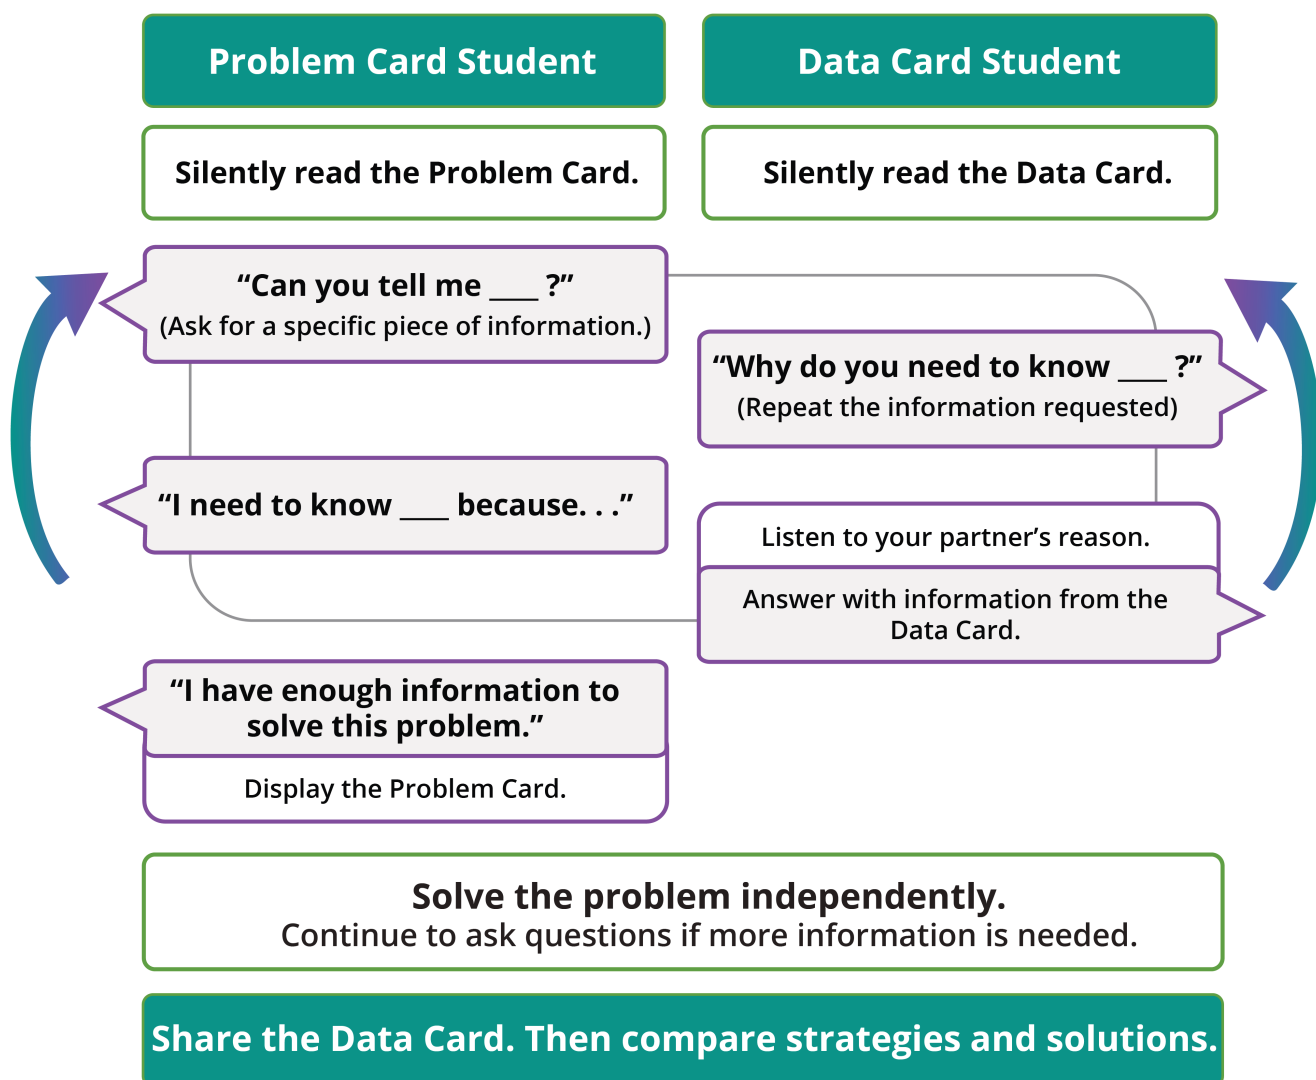 Problem Card Student
Data Card Student
Silently read the Problem Card.
Silently read the Data Card.
“Can you tell me ____ ?”
(Ask for a specific piece of information.)
“Why do you need to know ____ ?”
(Repeat the information requested)
“I need to know ____ because. . .”
Listen to your partner’s reason.
Answer with information from the
Data Card.
“I have enough information to
solve this problem.”
Display the Problem Card.
Solve the problem independently.
Continue to ask questions if more information is needed.
Share the Data Card. Then compare strategies and solutions.